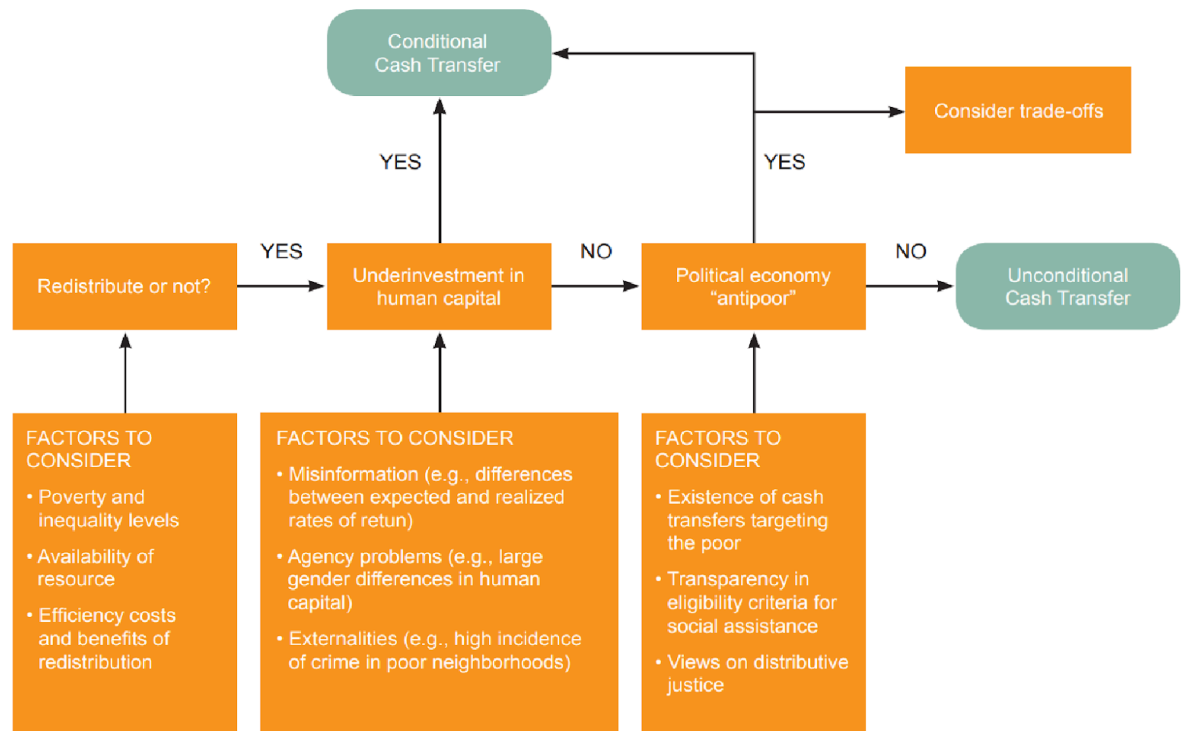 Conditional
Cash Transfer
Consider trade-offs
YES
YES
Redistribute or not?
YES
Underinvestment in
human capital
NO
Political economy
“antipoor”
NO
Unconditional
Cash Transfer
FACTORS TO
CONSIDER
• Poverty and
inequality levels
• Availability of
resource
• Efficiency costs
and benefits of
redistribution
FACTORS TO CONSIDER
• Misinformation (e.g., differences
between expected and realized
rates of retun)
• Agency problems (e.g., large
gender differences in human
capital)
• Externalities (e.g., high incidence
of crime in poor neighborhoods)
FACTORS TO
CONSIDER
• Existence of cash
transfers targeting
the poor
• Transparency in
eligibility criteria for
social assistance
• Views on distributive
justice